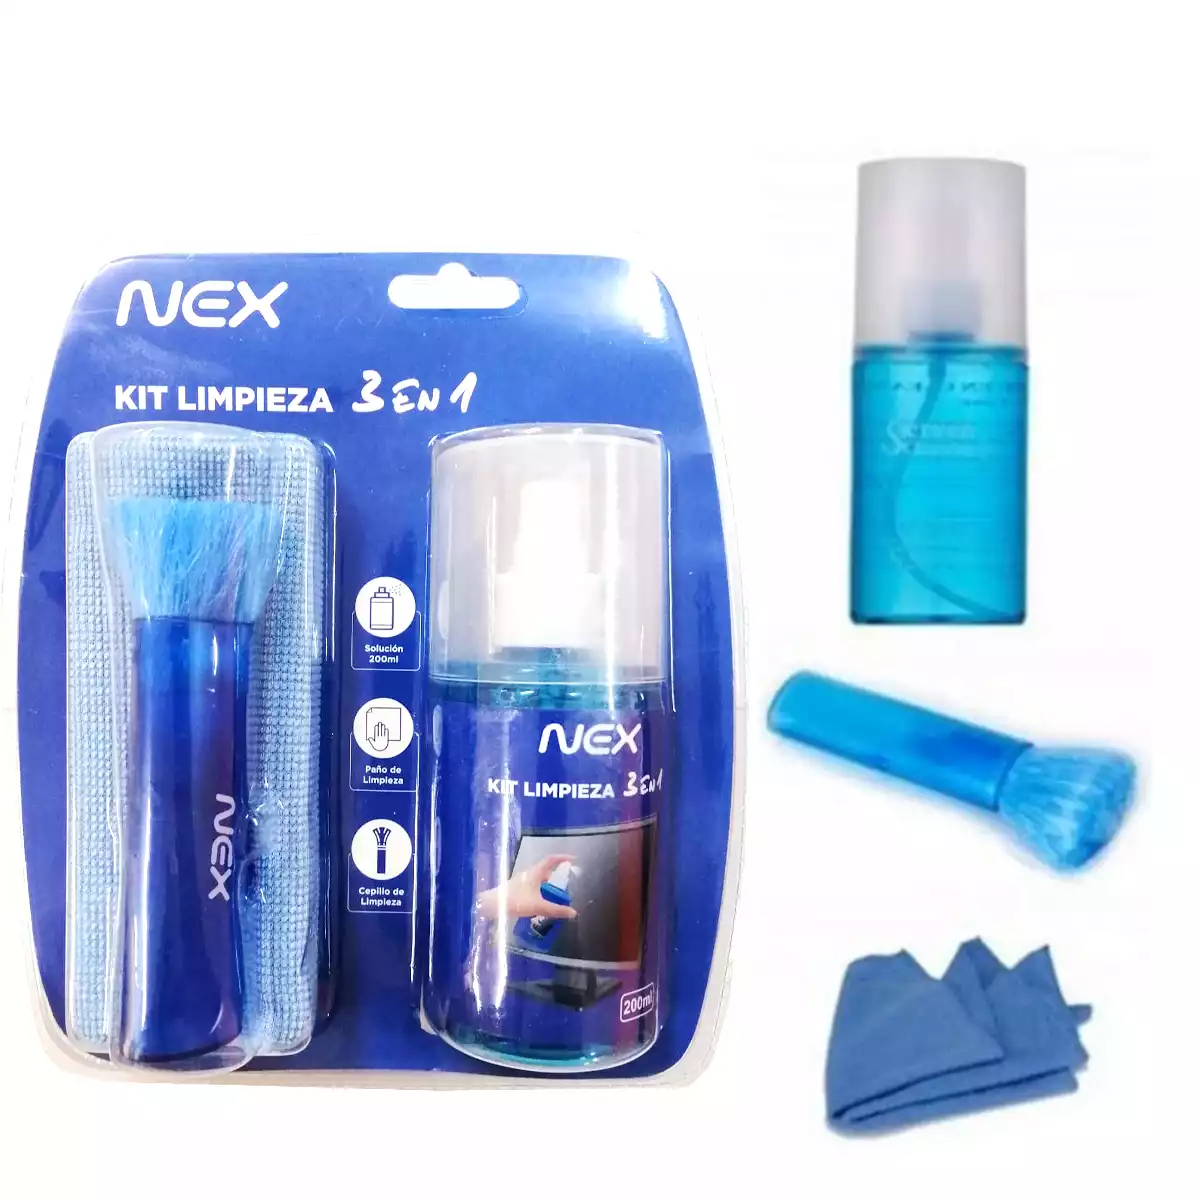 NEX
KIT LIMPIEZA 3 EN 1
Solución
200ml
Paño de
Limpieza
Cepillo de
Limpieza
NEX
NEX
KIT LIMPIEZA 3 EN 1
200ml